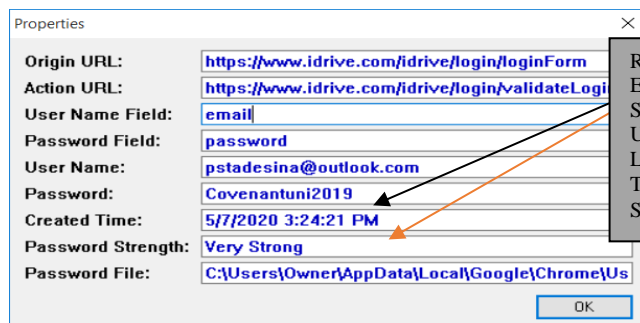 Properties
Origin URL: https://www.idrive.com/idrive/login/loginForm
Action URL: https://www.idrive.com/idrive/login/validateLogi
User Name Field: email
Password Field: password
User Name: pstadesina@outlook.com
Password: Covenantuni2019
Created Time: 5/7/2020 3:24:21 PM
Password Strength: Very Strong
Password File: C:\Users\Owner\AppData\Local\Google\Chrome\Us
OK
R
E
S
U
L
T
S